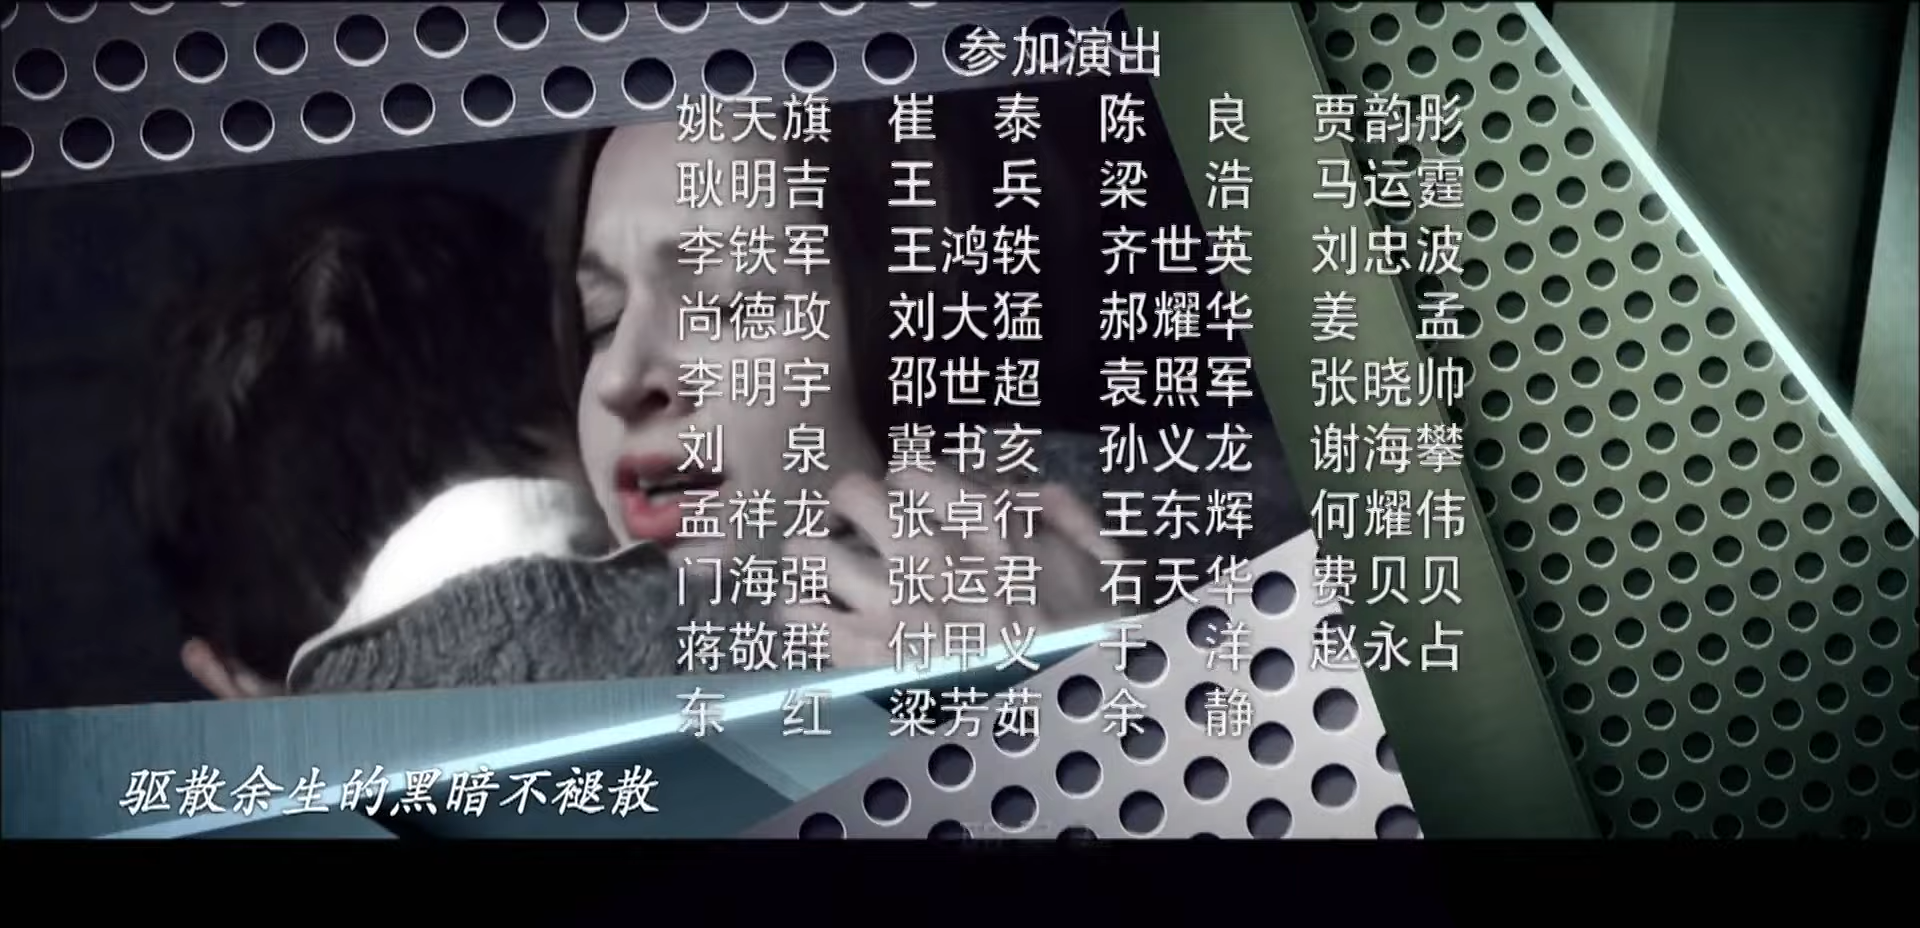 参加演出
姚天旗 崔泰 陈良 贾韵彤
耿明吉 王兵 梁浩 马运霆
李铁军 王鸿轶 齐世英 刘忠波
尚德政 刘大猛 郝耀华 姜孟
李明宇 邵世超 袁照军 张晓帅
刘泉 冀书亥 孙义龙 谢海攀
孟祥龙 张卓行 王东辉 何耀伟
门海强 张运君 石天华 费贝贝
蒋敬群 付甲义 于洋 赵永占
东红 梁芳茹 余静
驱散余生的黑暗不褪散